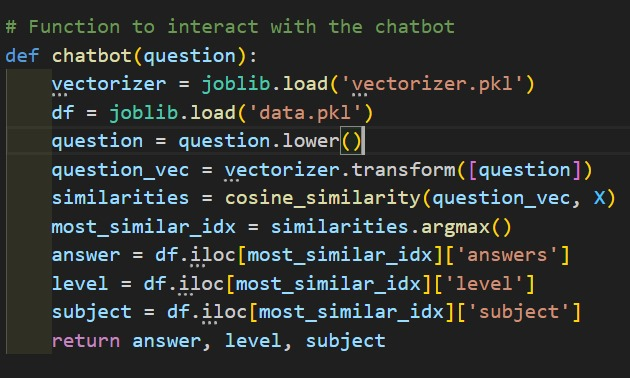 # Function to interact with the chatbot
def chatbot(question):
    vectorizer = joblib.load('vectorizer.pkl')
    df = joblib.load('data.pkl')
    question = question.lower()
    question_vec = vectorizer.transform([question])
    similarities = cosine_similarity(question_vec, X)
    most_similar_idx = similarities.argmax()
    answer = df.iloc[most_similar_idx]['answers']
    level = df.iloc[most_similar_idx]['level']
    subject = df.iloc[most_similar_idx]['subject']
    return answer, level, subject